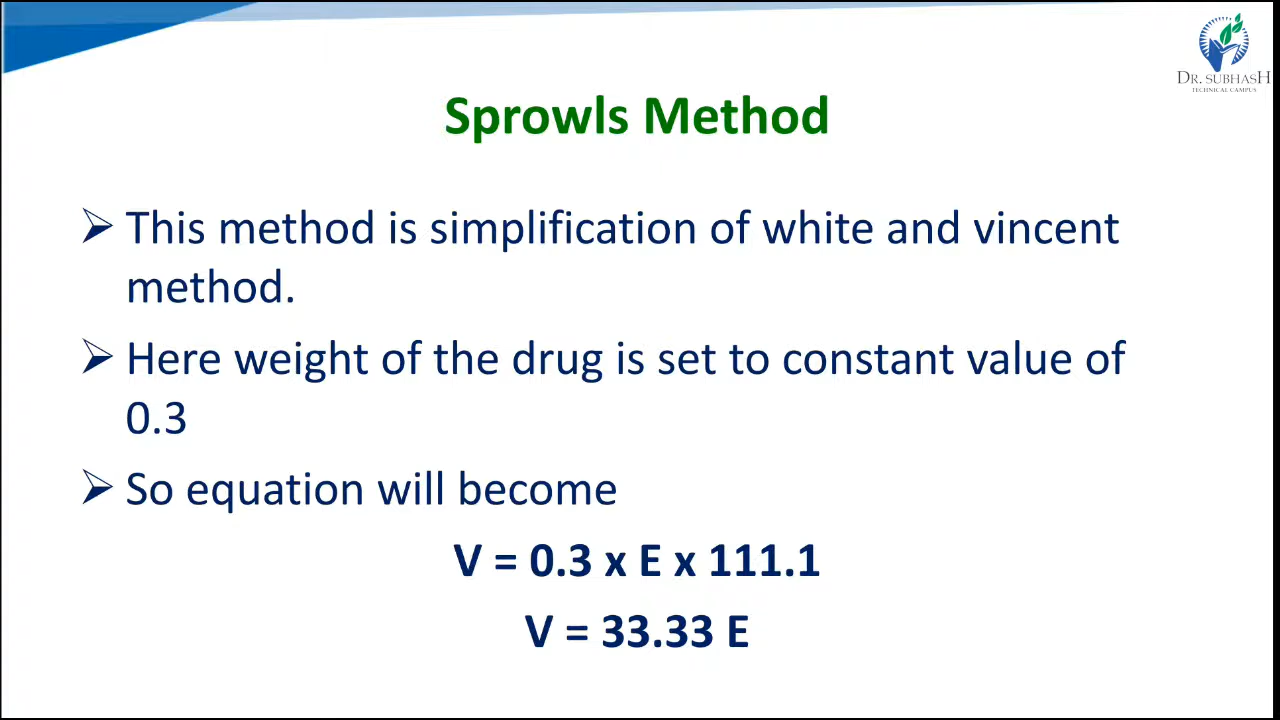 DR. SUBHASH
TECHNICAL CAMPUS
Sprowls Method
This method is simplification of white and vincent
method.
Here weight of the drug is set to constant value of
0.3
So equation will become
V = 0.3 x E x 111.1
V = 33.33 E